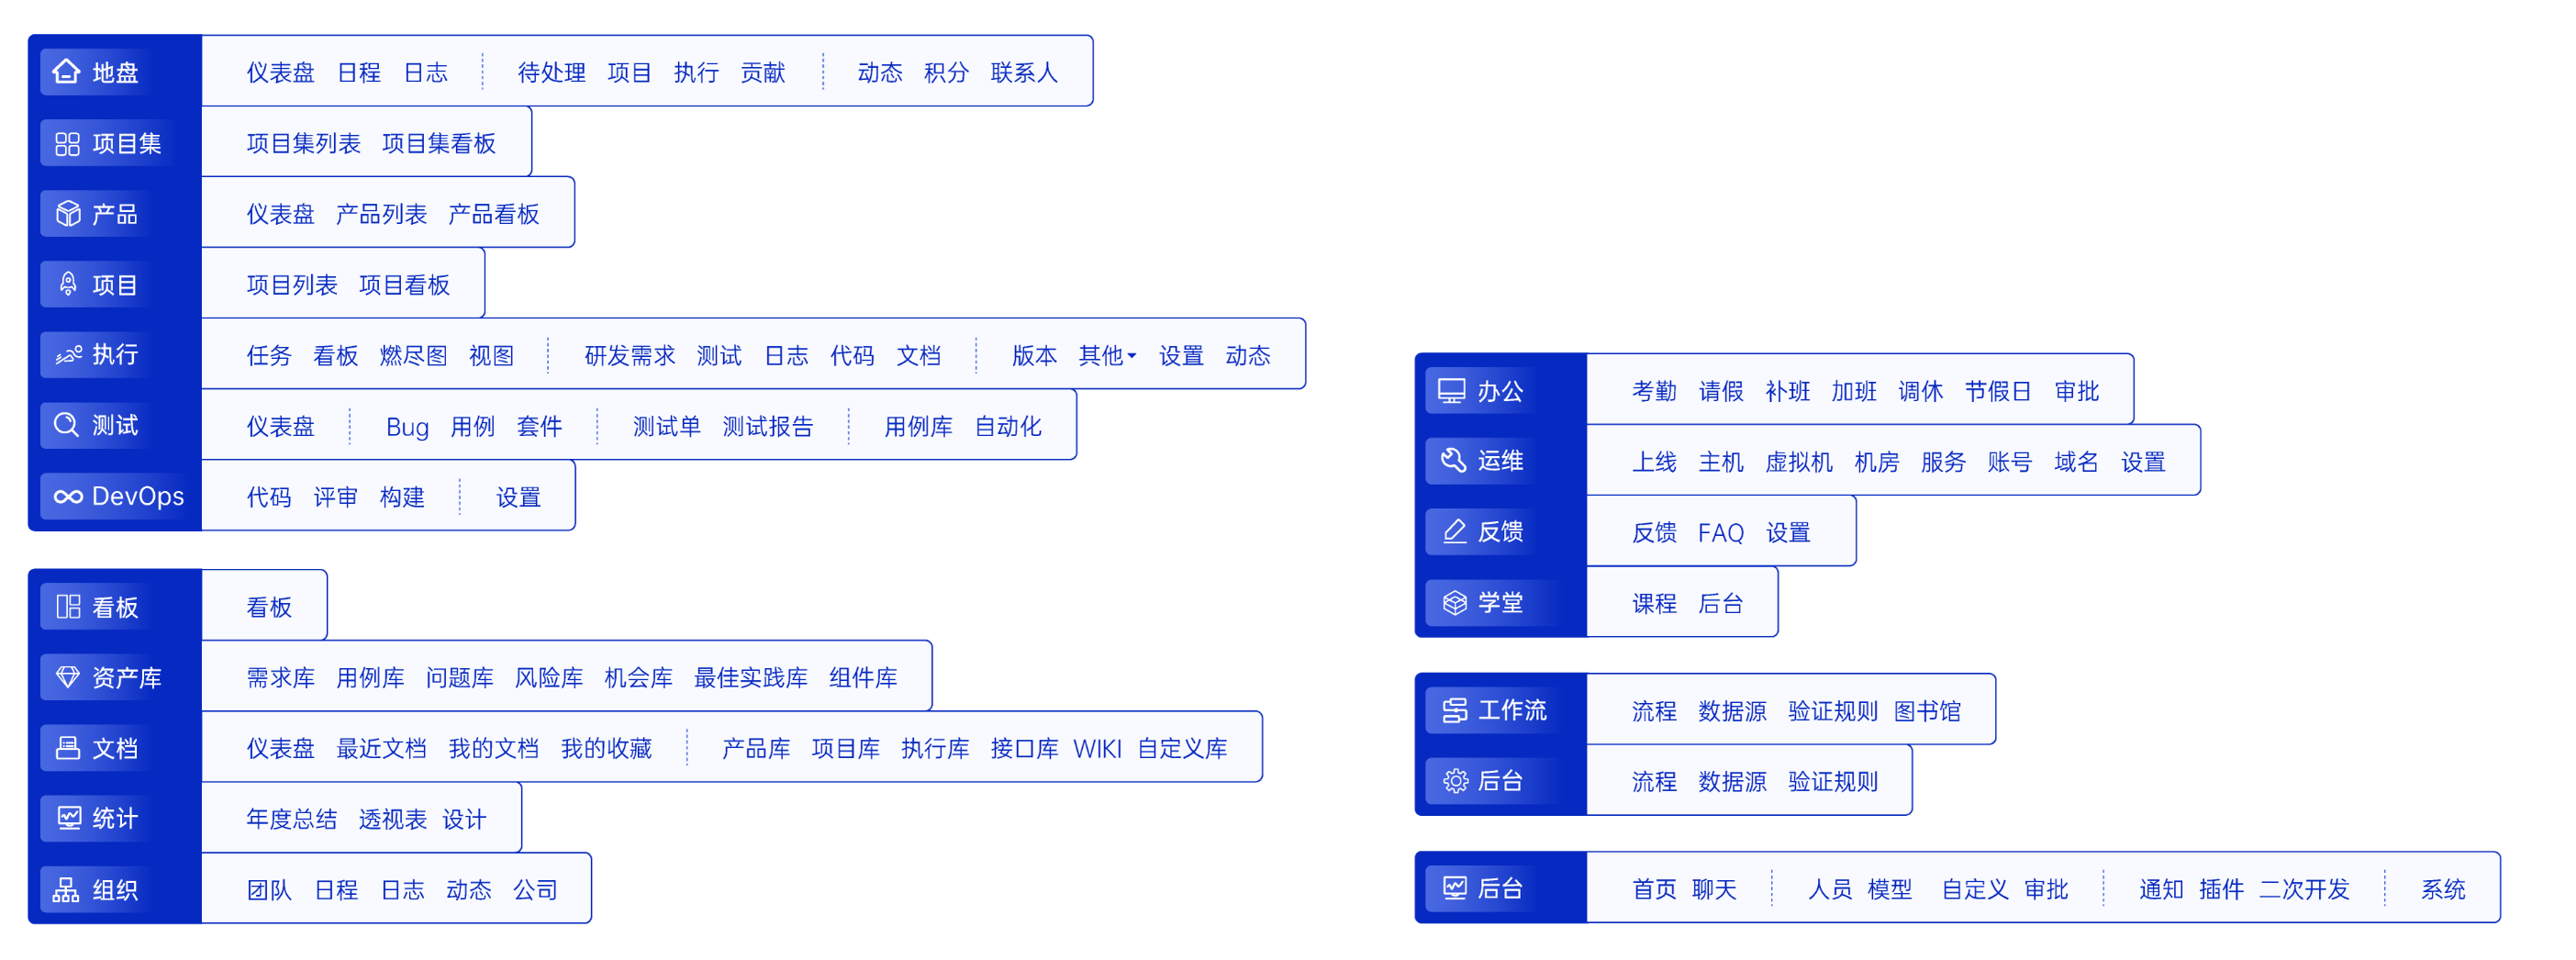 地盘 仪表盘 日程 日志 待处理 项目 执行 贡献 动态 积分 联系人
项目集 项目集列表 项目集看板
产品 仪表盘 产品列表 产品看板
项目 项目列表 项目看板
执行 任务 看板 燃尽图 视图 研发需求 测试 日志 代码 文档 版本 其他 设置 动态
测试 仪表盘 Bug 用例 套件 测试单 测试报告 用例库 自动化
DevOps 代码 评审 构建 设置
看板 看板
资产库 需求库 用例库 问题库 风险库 机会库 最佳实践库 组件库
文档 仪表盘 最近文档 我的文档 我的收藏 产品库 项目库 执行库 接口库 WIKI 自定义库
统计 年度总结 透视表 设计
组织 团队 日程 日志 动态 公司
办公 考勤 请假 补班 加班 调休 节假日 审批
运维 上线 主机 虚拟机 机房 服务 账号 域名 设置
反馈 反馈 FAQ 设置
学堂 课程 后台
工作流 流程 数据源 验证规则 图书馆
后台 流程 数据源 验证规则
后台 首页 聊天 人员 模型 自定义 审批 通知 插件 二次开发 系统